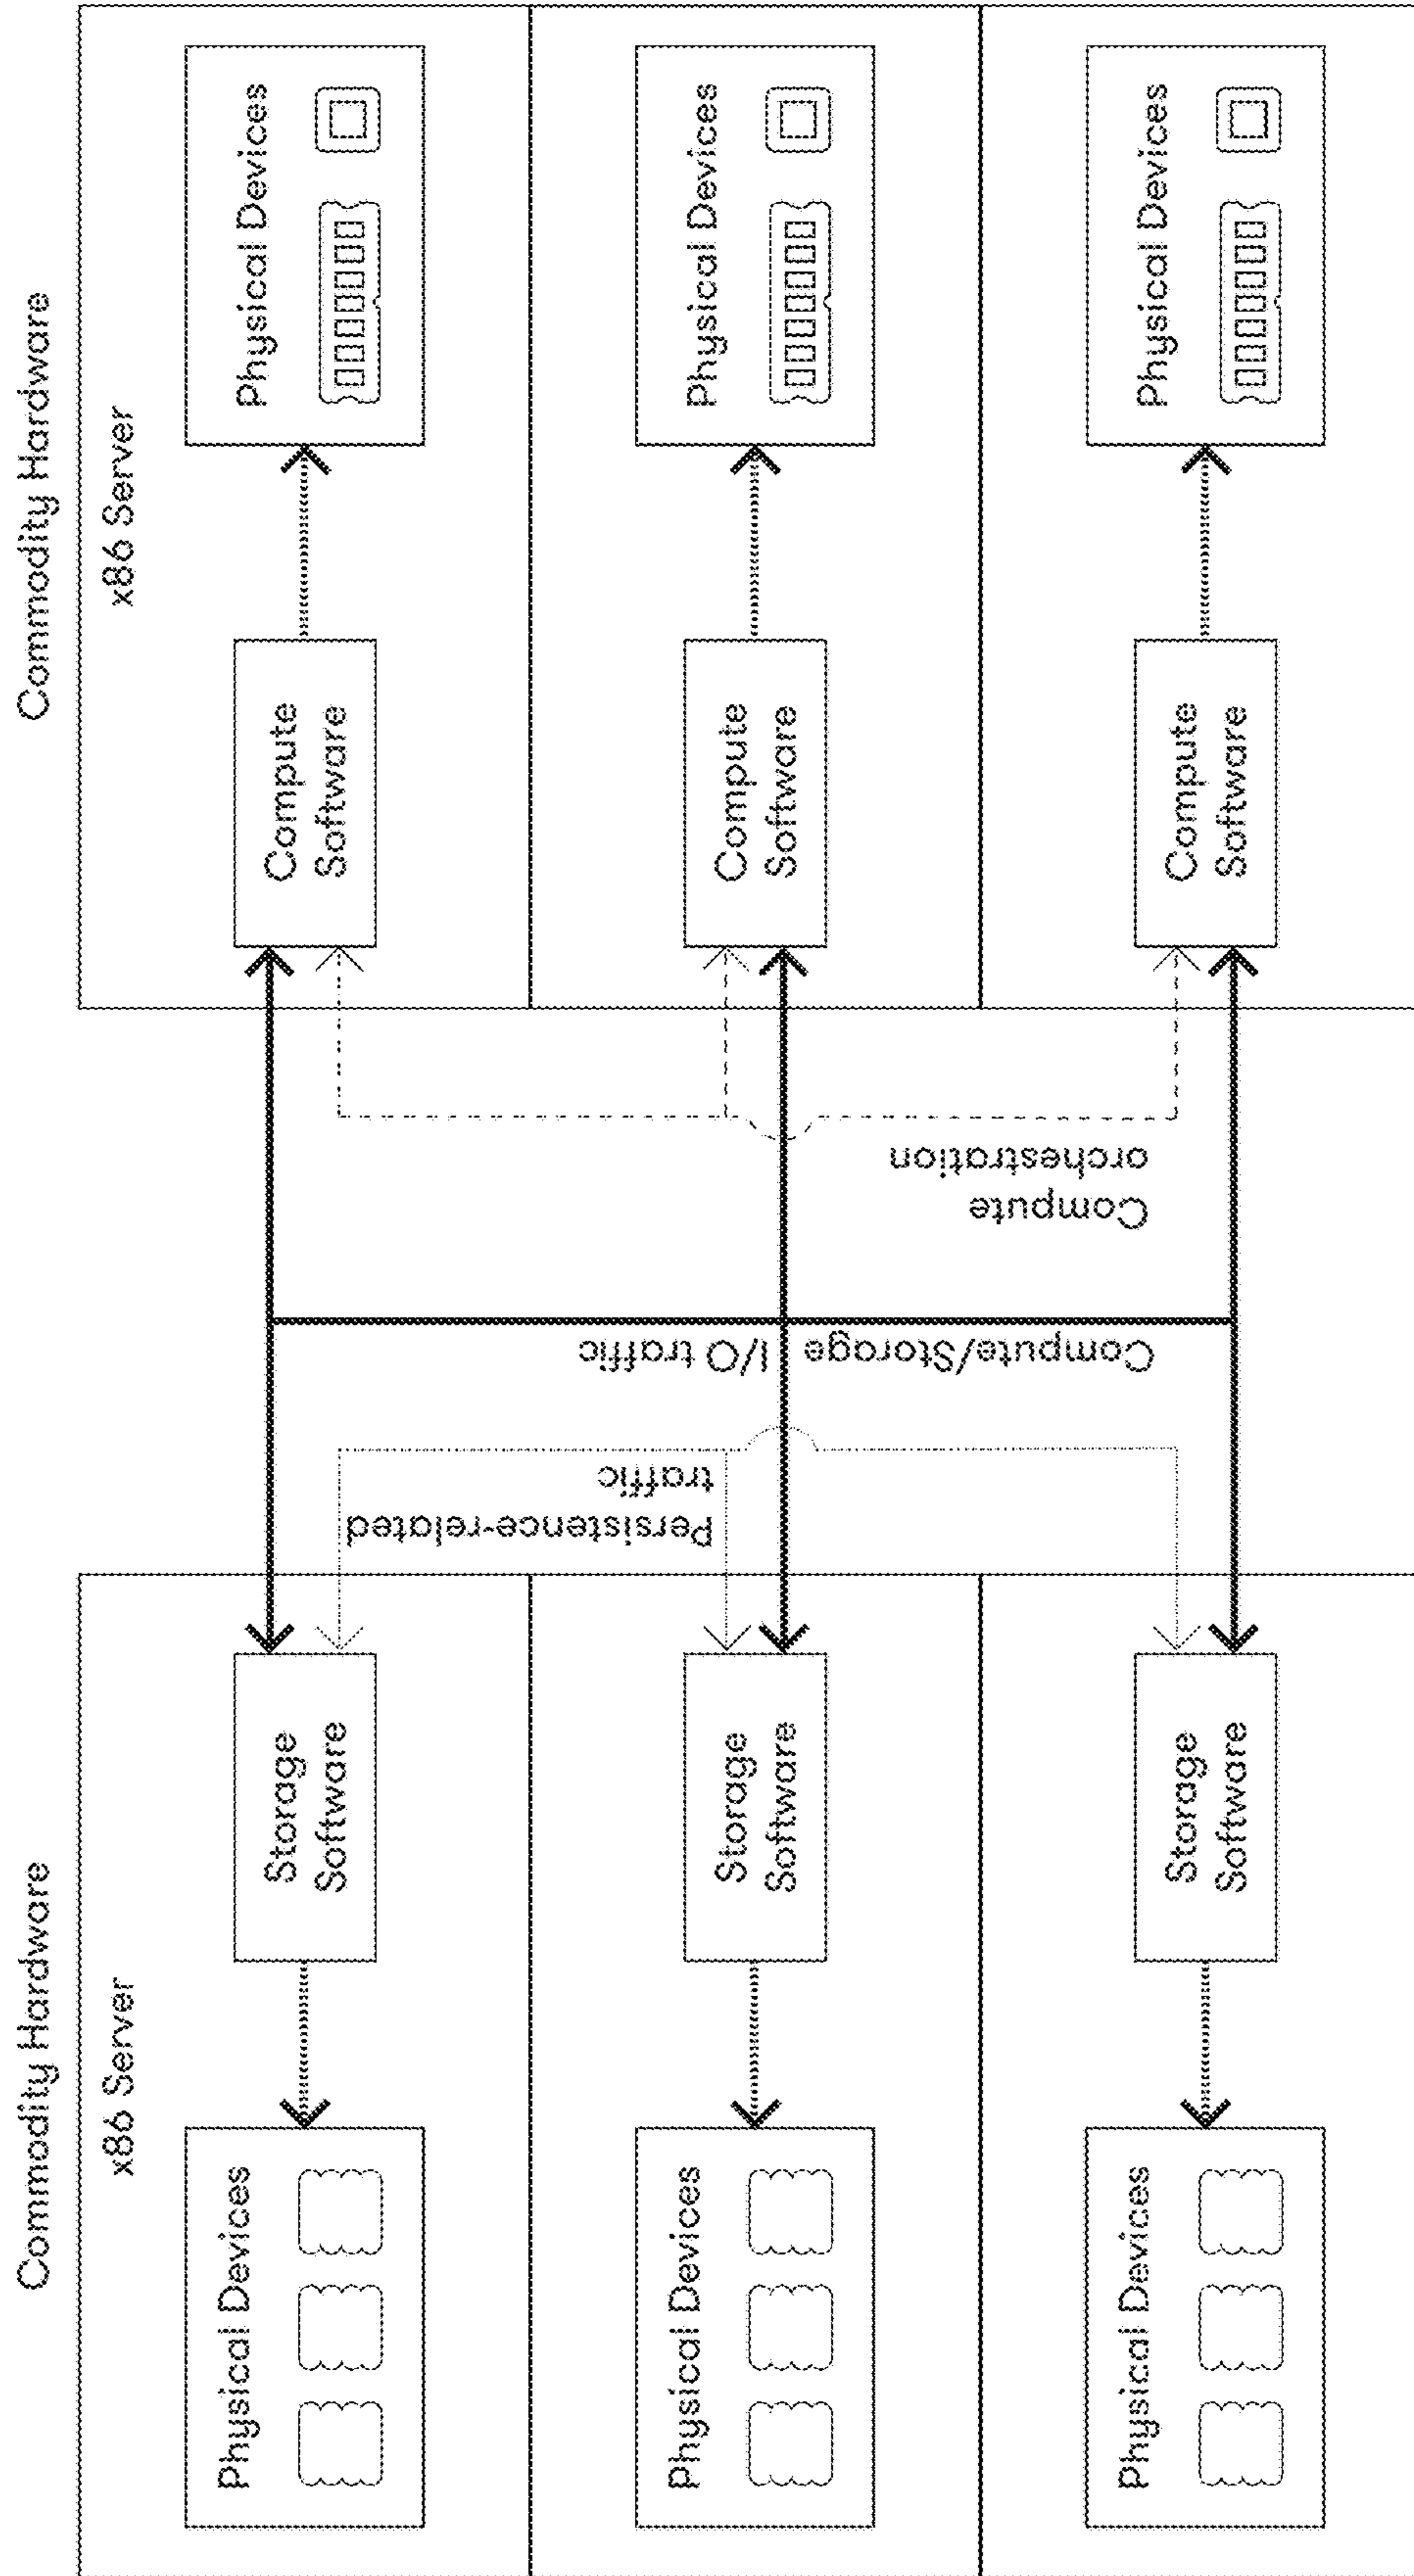 Commodity Hardware
x86 Server
Physical Devices
Storage
Software
Physical Devices
Storage
Software
Physical Devices
Storage
Software
Persistence-related
traffic
Compute/Storage I/O traffic
Compute
orchestration
Commodity Hardware
x86 Server
Compute
Software
Physical Devices
Compute
Software
Physical Devices
Compute
Software
Physical Devices